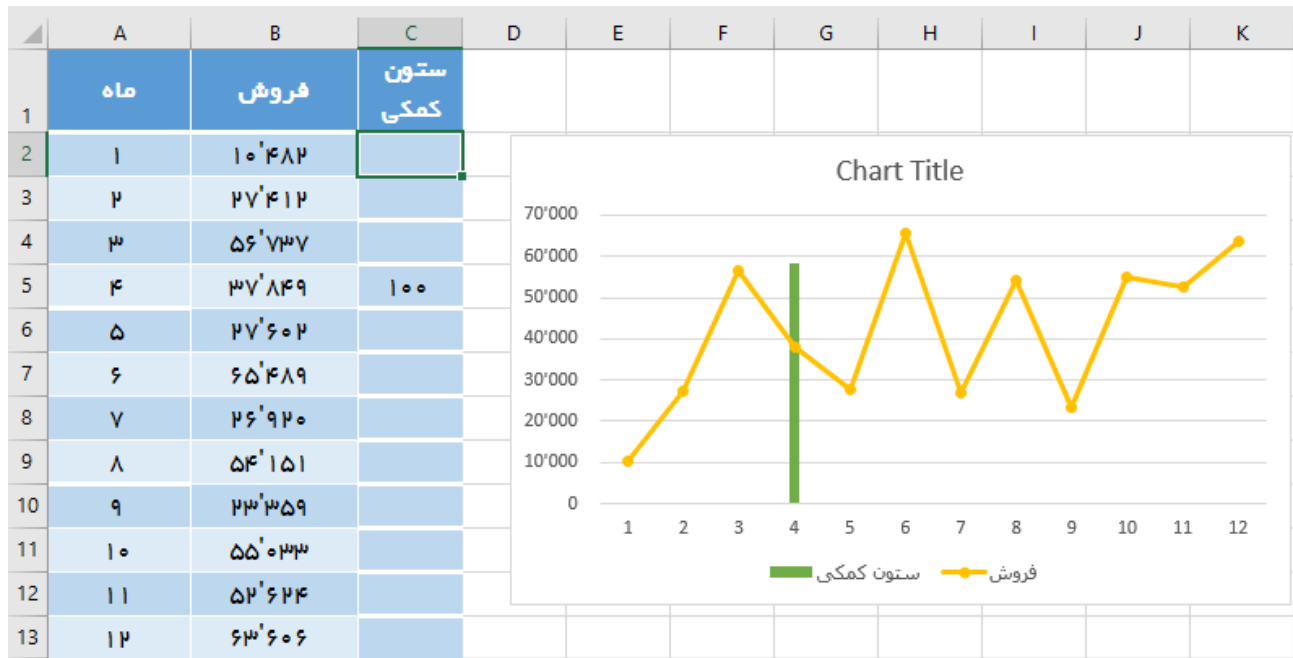 A B C D E F G H I J K
1 ماه فروش ستون کمکی
2 ۱ ۱۰'۴۸۲
3 ۲ ۲۷'۴۱۲
4 ۳ ۵۶'۷۳۷
5 ۴ ۳۷'۸۴۹ ۱۰۰
6 ۵ ۲۷'۶۰۲
7 ۶ ۶۵'۴۸۹
8 ۷ ۲۶'۹۲۰
9 ۸ ۵۴'۱۵۱
10 ۹ ۲۳'۳۵۹
11 ۱۰ ۵۵'۰۳۳
12 ۱۱ ۵۲'۶۲۴
13 ۱۲ ۶۳'۶۰۶
Chart Title
70'000
60'000
50'000
40'000
30'000
20'000
10'000
0
1 2 3 4 5 6 7 8 9 10 11 12
فروش ستون کمکی